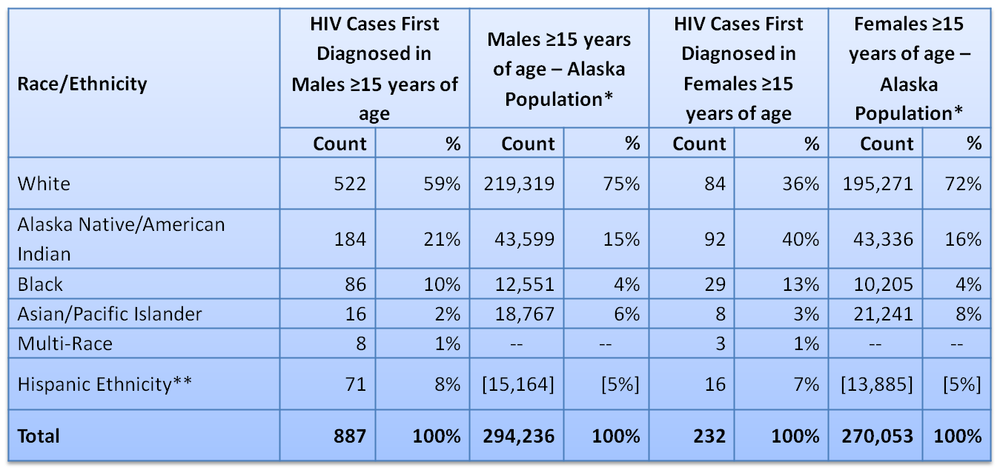 Race/Ethnicity
HIV Cases First
Diagnosed in
Males ≥15 years of
age
Males ≥15 years
of age – Alaska
Population*
HIV Cases First
Diagnosed in
Females ≥15
years of age
Females ≥15
years of age –
Alaska
Population*
Count % Count % Count % Count %
White 522 59% 219,319 75% 84 36% 195,271 72%
Alaska Native/American
Indian
184 21% 43,599 15% 92 40% 43,336 16%
Black 86 10% 12,551 4% 29 13% 10,205 4%
Asian/Pacific Islander 16 2% 18,767 6% 8 3% 21,241 8%
Multi-Race 8 1% -- -- 3 1% -- --
Hispanic Ethnicity** 71 8% [15,164] [5%] 16 7% [13,885] [5%]
Total 887 100% 294,236 100% 232 100% 270,053 100%